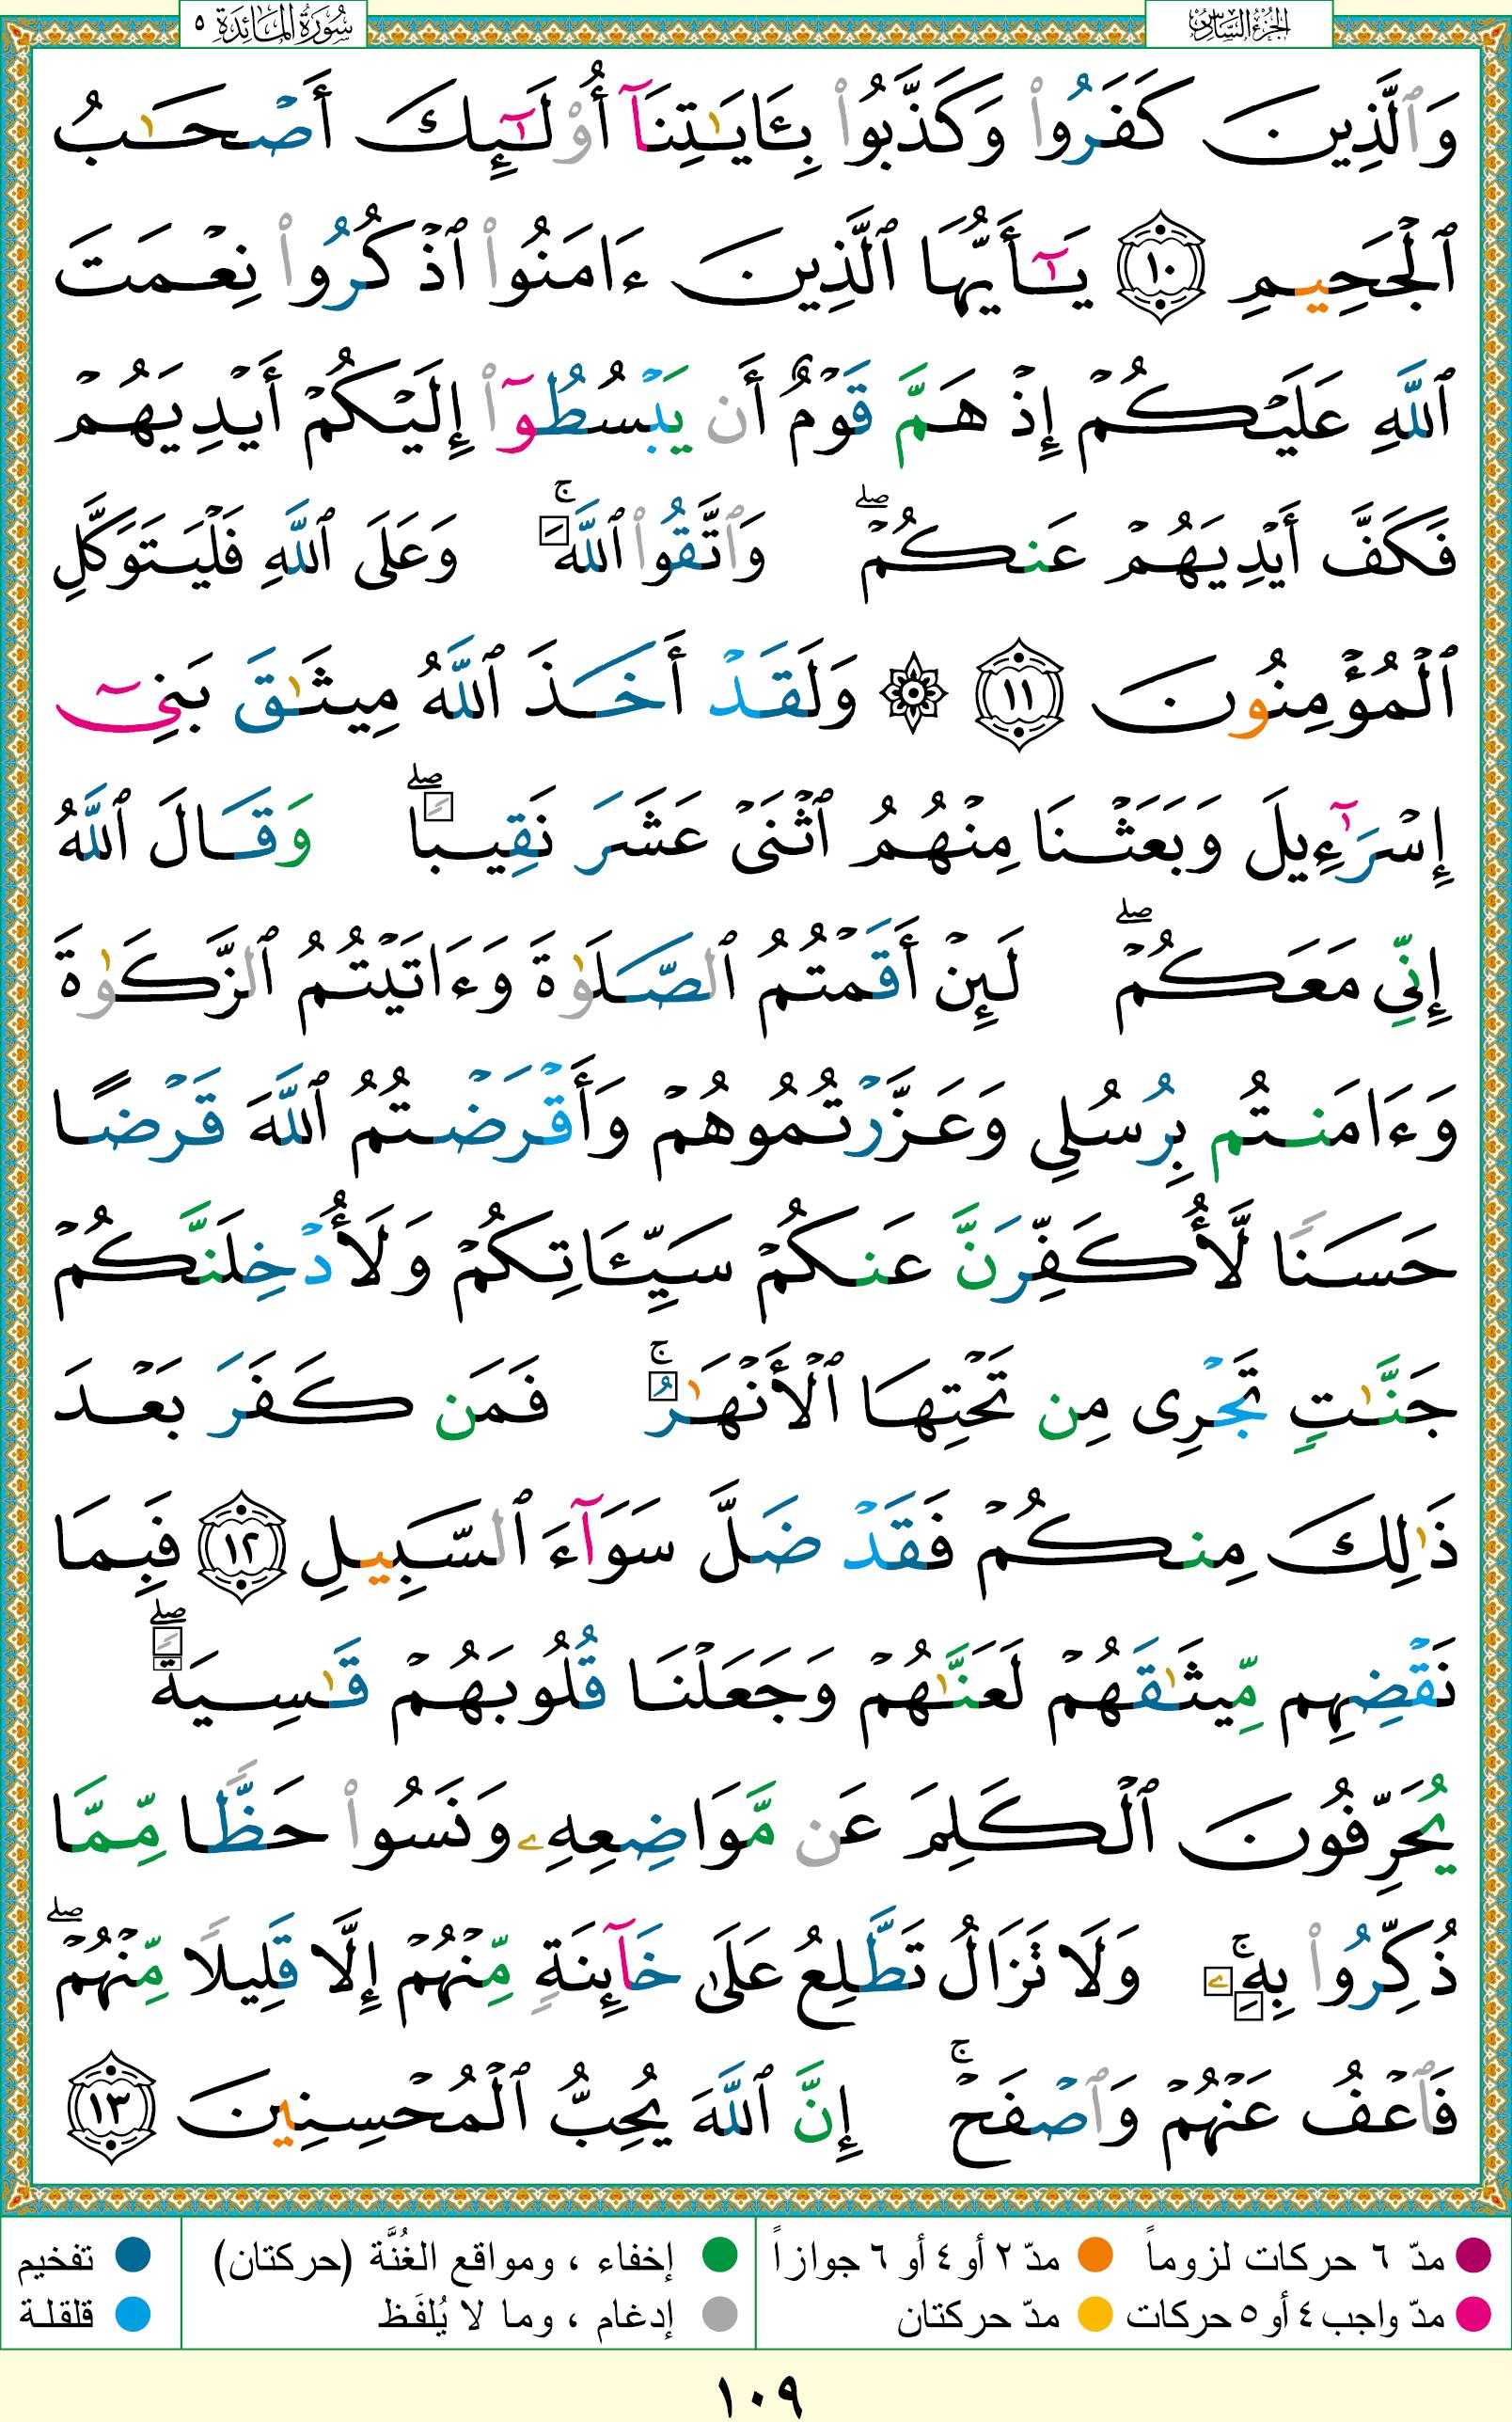 الجزء السادس
سورة المائدة ٥
وَٱلَّذِينَ كَفَرُوا۟ وَكَذَّبُوا۟ بِـَٔايَـٰتِنَآ أُو۟لَـٰٓئِكَ أَصْحَـٰبُ
ٱلْجَحِيمِ ١٠ يَـٰٓأَيُّهَا ٱلَّذِينَ ءَامَنُوا۟ ٱذْكُرُوا۟ نِعْمَتَ
ٱللَّهِ عَلَيْكُمْ إِذْ هَمَّ قَوْمٌ أَن يَبْسُطُوٓا۟ إِلَيْكُمْ أَيْدِيَهُمْ
فَكَفَّ أَيْدِيَهُمْ عَنكُمْ ۖ وَٱتَّقُوا۟ ٱللَّهَ ۚ وَعَلَى ٱللَّهِ فَلْيَتَوَكَّلِ
ٱلْمُؤْمِنُونَ ١١ ۞ وَلَقَدْ أَخَذَ ٱللَّهُ مِيثَـٰقَ بَنِىٓ
إِسْرَٰٓءِيلَ وَبَعَثْنَا مِنْهُمُ ٱثْنَىْ عَشَرَ نَقِيبًا ۖ وَقَالَ ٱللَّهُ
إِنِّى مَعَكُمْ ۖ لَئِنْ أَقَمْتُمُ ٱلصَّلَوٰةَ وَءَاتَيْتُمُ ٱلزَّكَوٰةَ
وَءَامَنتُم بِرُسُلِى وَعَزَّرْتُمُوهُمْ وَأَقْرَضْتُمُ ٱللَّهَ قَرْضًا
حَسَنًا لَّأُكَفِّرَنَّ عَنكُمْ سَيِّـَٔاتِكُمْ وَلَأُدْخِلَنَّكُمْ
جَنَّـٰتٍ تَجْرِى مِن تَحْتِهَا ٱلْأَنْهَـٰرُ ۚ فَمَن كَفَرَ بَعْدَ
ذَٰلِكَ مِنكُمْ فَقَدْ ضَلَّ سَوَآءَ ٱلسَّبِيلِ ١٢ فَبِمَا
نَقْضِهِم مِّيثَـٰقَهُمْ لَعَنَّـٰهُمْ وَجَعَلْنَا قُلُوبَهُمْ قَـٰسِيَةً ۖ
يُحَرِّفُونَ ٱلْكَلِمَ عَن مَّوَاضِعِهِۦ وَنَسُوا۟ حَظًّا مِّمَّا
ذُكِّرُوا۟ بِهِۦ ۚ وَلَا تَزَالُ تَطَّلِعُ عَلَىٰ خَآئِنَةٍ مِّنْهُمْ إِلَّا قَلِيلًا مِّنْهُمْ ۖ
فَٱعْفُ عَنْهُمْ وَٱصْفَحْ ۚ إِنَّ ٱللَّهَ يُحِبُّ ٱلْمُحْسِنِينَ ١٣
مدّ ٦ حركات لزوماً مدّ ٢ أو ٤ أو ٦ جوازاً إخفاء ، ومواقع الغُنَّة (حركتان) تفخيم
مدّ واجب ٤ أو ٥ حركات مدّ حركتان إدغام ، وما لا يُلفَظ قلقلة
١٠٩